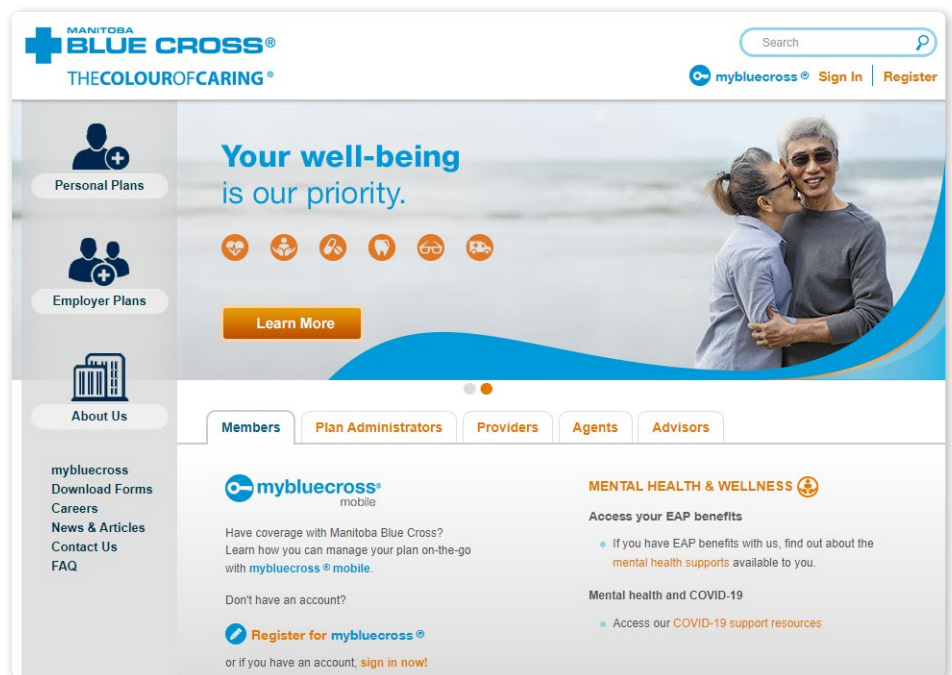 MANITOBA
BLUE CROSS®
THECOLOUROFCARING®
Search
mybluecross® Sign In Register
Personal Plans
Employer Plans
About Us
mybluecross
Download Forms
Careers
News & Articles
Contact Us
FAQ
Your well-being
is our priority.
Learn More
Members Plan Administrators Providers Agents Advisors
mybluecross®
mobile
Have coverage with Manitoba Blue Cross?
Learn how you can manage your plan on-the-go
with mybluecross® mobile.
Don't have an account?
Register for mybluecross®
or if you have an account, sign in now!
MENTAL HEALTH & WELLNESS
Access your EAP benefits
If you have EAP benefits with us, find out about the
mental health supports available to you.
Mental health and COVID-19
Access our COVID-19 support resources